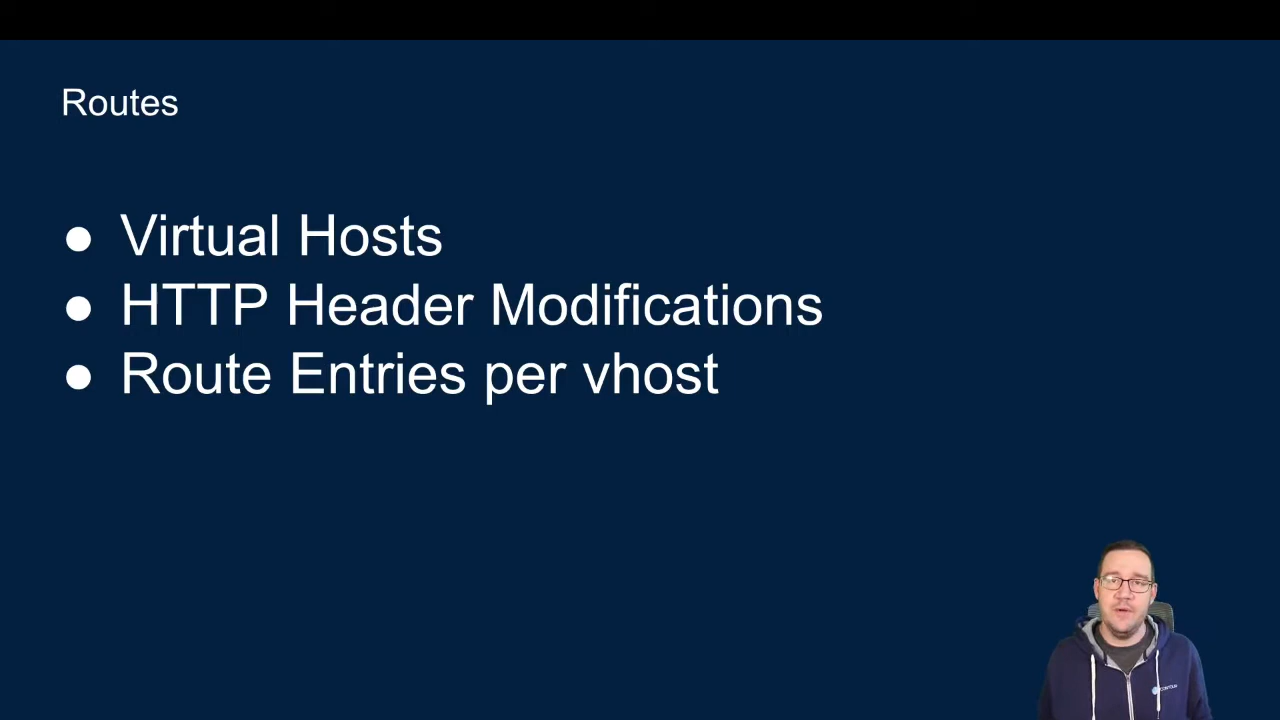 Routes
● Virtual Hosts
● HTTP Header Modifications
● Route Entries per vhost